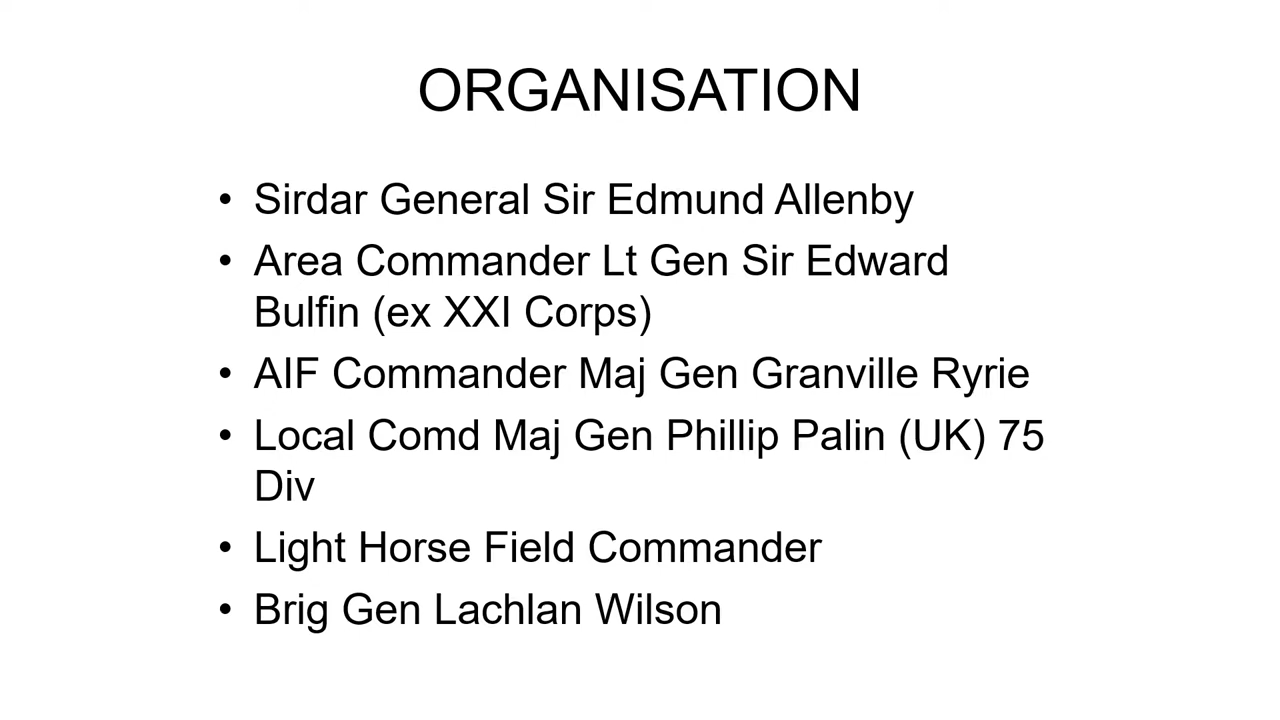 ORGANISATION
• Sirdar General Sir Edmund Allenby
• Area Commander Lt Gen Sir Edward
Bulfin (ex XXI Corps)
• AIF Commander Maj Gen Granville Ryrie
• Local Comd Maj Gen Phillip Palin (UK) 75
Div
• Light Horse Field Commander
• Brig Gen Lachlan Wilson